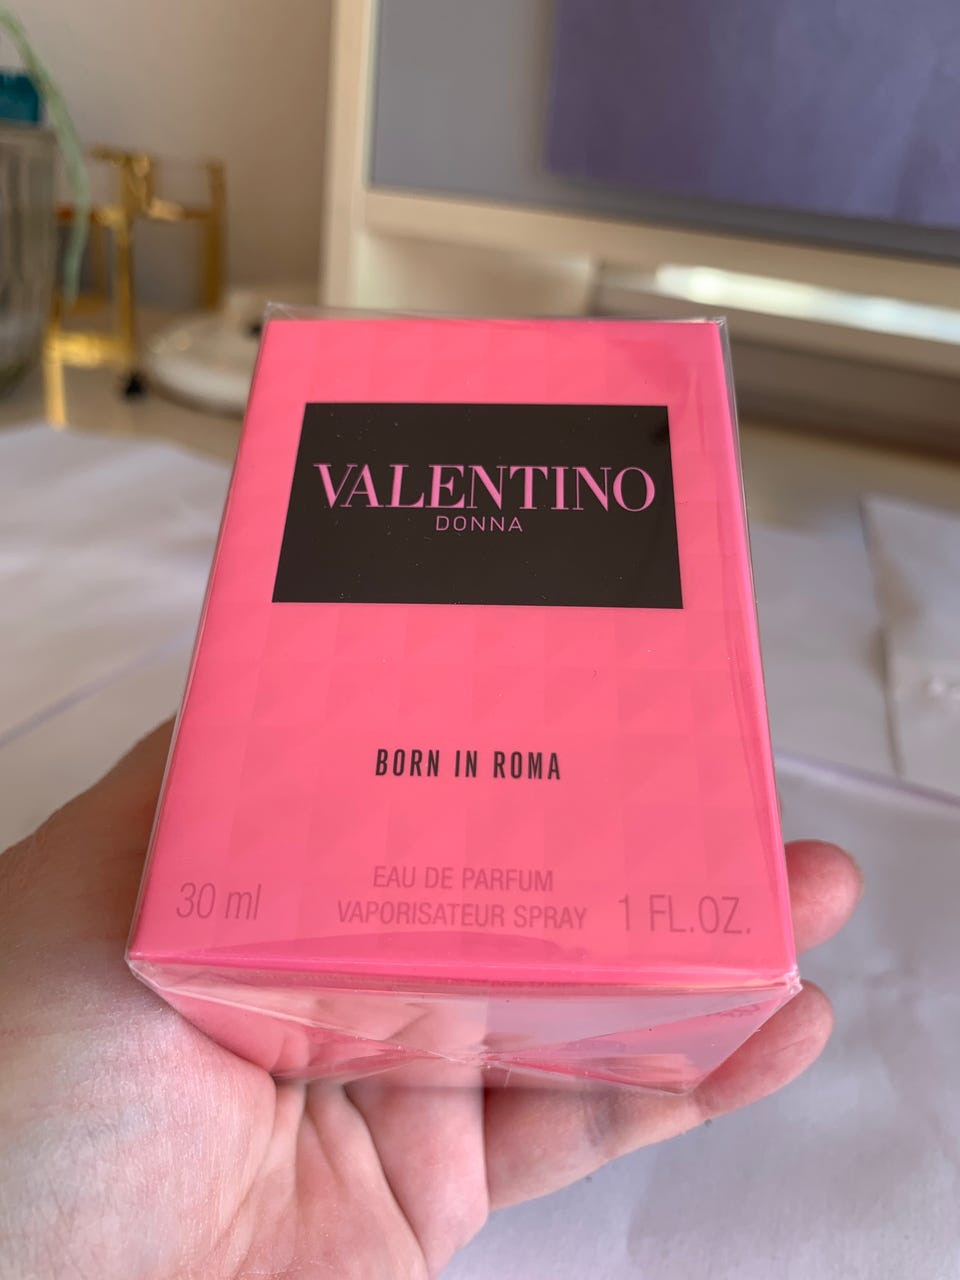 VALENTINO
DONNA
BORN IN ROMA
EAU DE PARFUM
30 ml VAPORISATEUR SPRAY 1 FL.OZ.